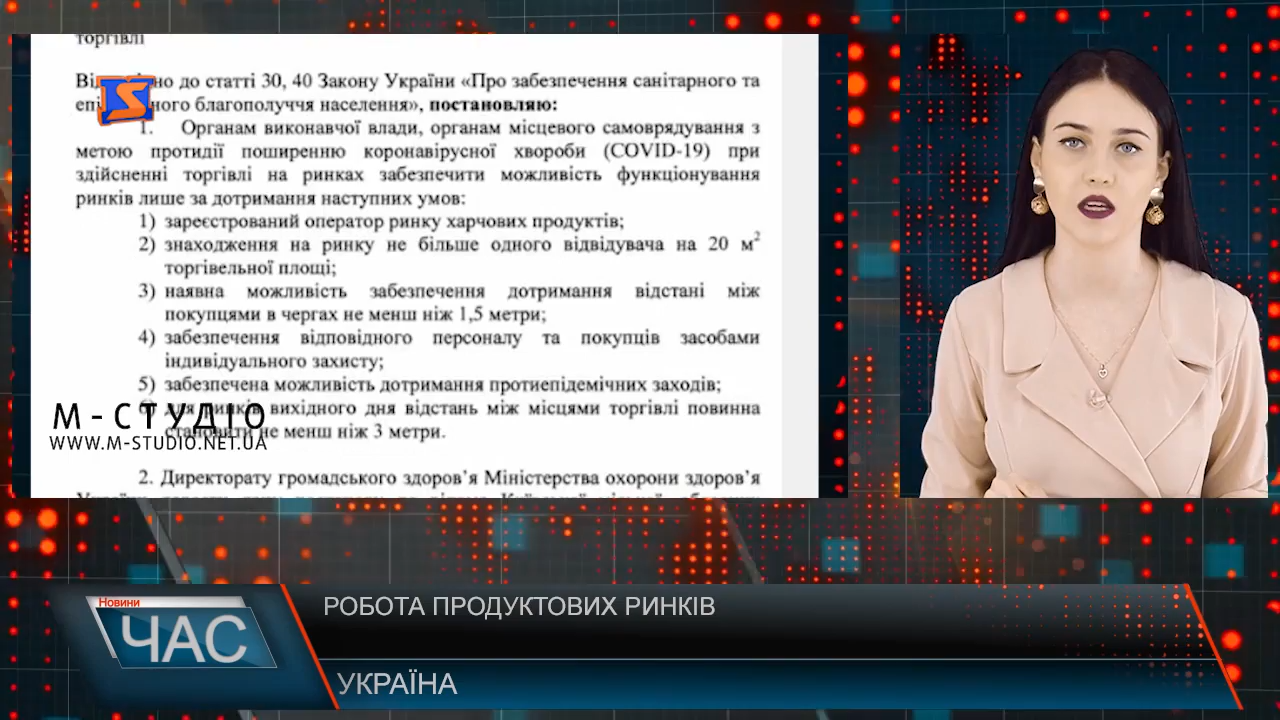 торгівлі
до статті 30, 40 Закону України «Про забезпечення санітарного та
благополуччя населення», постановляю:
1. Органам виконавчої влади, органам місцевого самоврядування з
метою протидії поширенню коронавірусної хвороби (COVID-19) при
здійсненні торгівлі на ринках забезпечити можливість функціонування
ринків лише за дотримання наступних умов:
1) зареєстрований оператор ринку харчових продуктів;
2) знаходження на ринку не більше одного відвідувача на 20 м²
торгівельної площі;
3) наявна можливість забезпечення дотримання відстані між
покупцями в чергах не менш ніж 1,5 метри;
4) забезпечення відповідного персоналу та покупців засобами
індивідуального захисту;
5) забезпечена можливість дотримання протиепідемічних заходів;
6) для ринків вихідного дня відстань між місцями торгівлі повинна
становити не менш ніж 3 метри.
2. Директорату громадського здоров'я Міністерства охорони здоров'я
М-СТУДІО
WWW.M-STUDIO.NET.UA
Новини
ЧАС
РОБОТА ПРОДУКТОВИХ РИНКІВ
УКРАЇНА